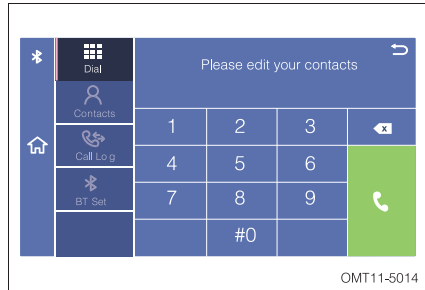 Dial
Please edit your contacts
Contacts
1 2 3
x
Call Log
4 5 6
BT Set
7 8 9
#0
OMT11-5014